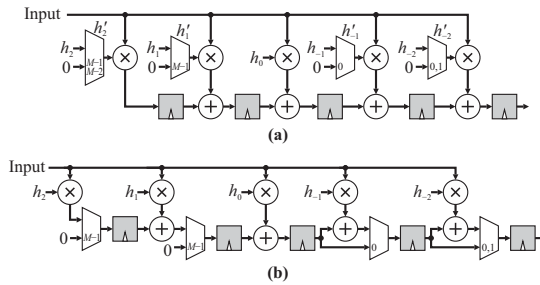 Input
h′₂ h′₁ h′₋₁ h′₋₂
h₂ h₁ h₀ h₋₁ h₋₂
× × × × ×
0 M−1 0 M−1 0 0 0 0,1
M−2
+ + + +
(a)
Input
h₂ × h₁ × h₀ × h₋₁ × h₋₂ ×
0 M−1 + 0 M−1 + + 0 + 0,1
(b)